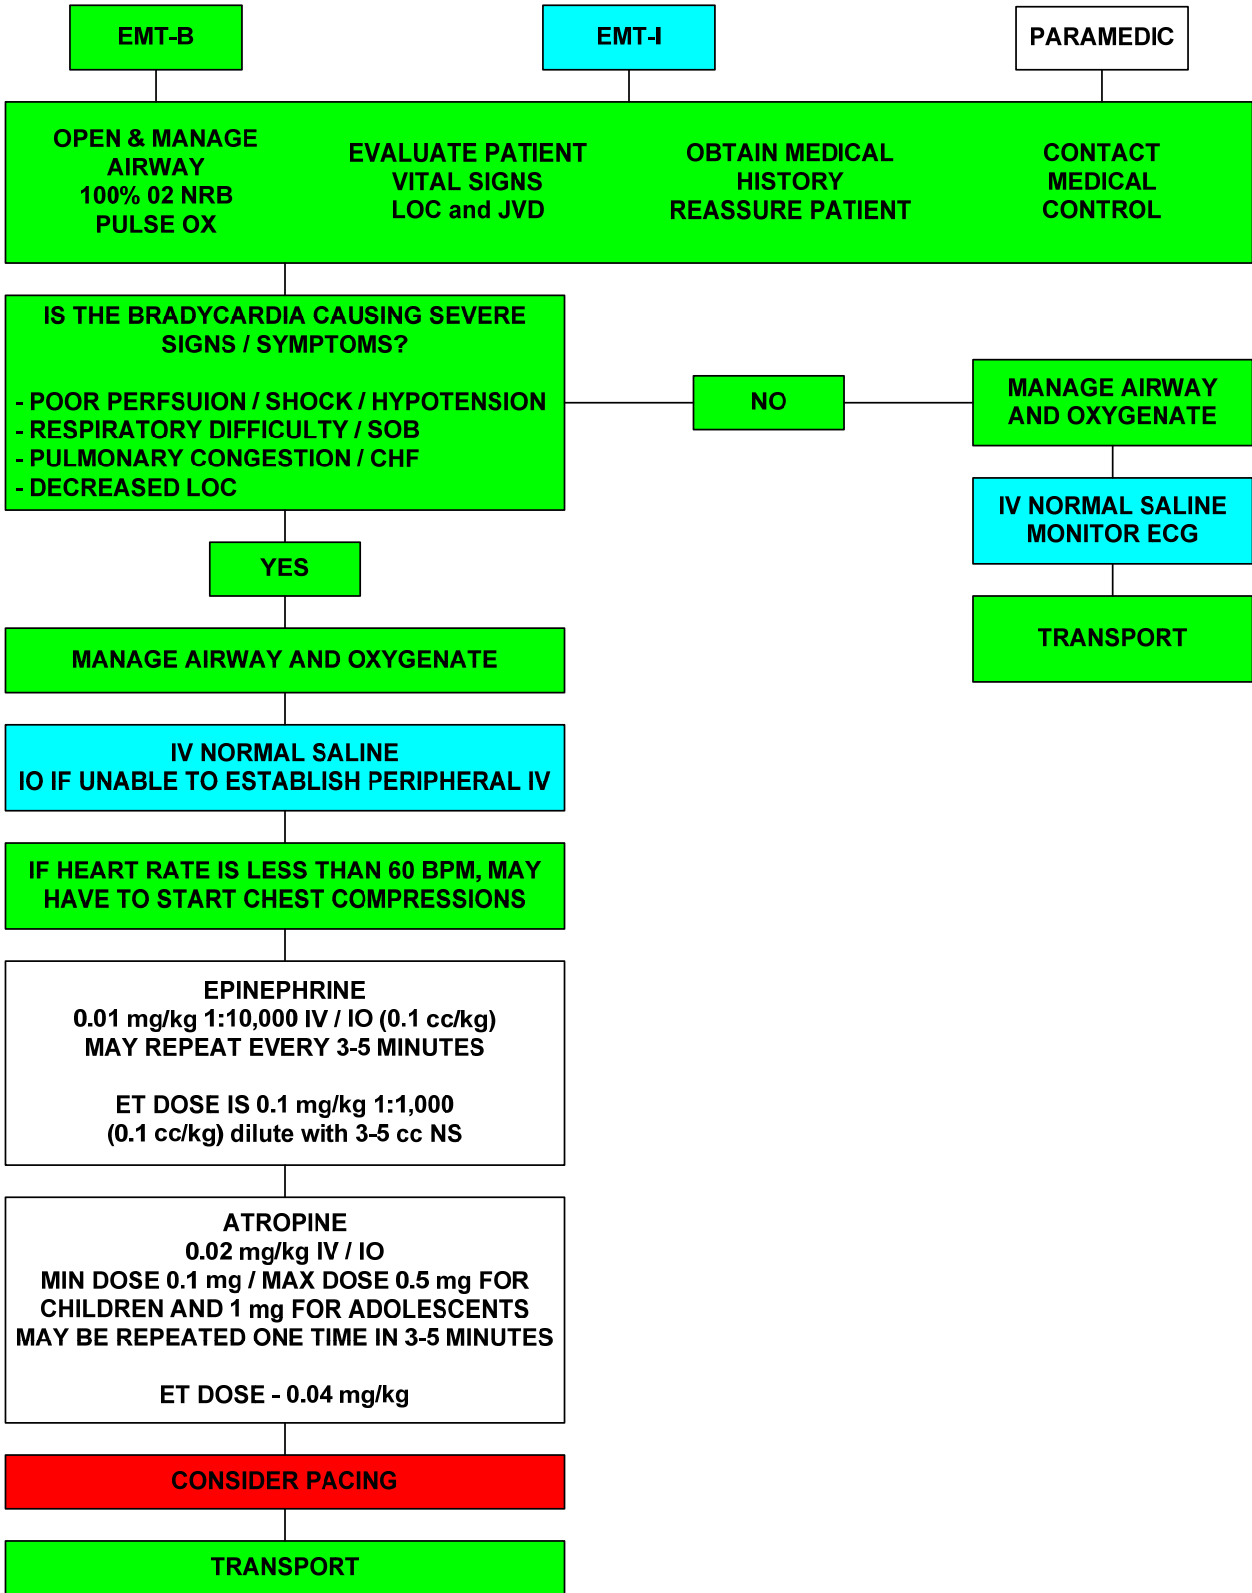 EMT-B
EMT-I
PARAMEDIC
OPEN & MANAGE
AIRWAY
100% 02 NRB
PULSE OX
EVALUATE PATIENT
VITAL SIGNS
LOC and JVD
OBTAIN MEDICAL
HISTORY
REASSURE PATIENT
CONTACT
MEDICAL
CONTROL
IS THE BRADYCARDIA CAUSING SEVERE
SIGNS / SYMPTOMS?
- POOR PERFSUION / SHOCK / HYPOTENSION
- RESPIRATORY DIFFICULTY / SOB
- PULMONARY CONGESTION / CHF
- DECREASED LOC
NO
MANAGE AIRWAY
AND OXYGENATE
IV NORMAL SALINE
MONITOR ECG
TRANSPORT
YES
MANAGE AIRWAY AND OXYGENATE
IV NORMAL SALINE
IO IF UNABLE TO ESTABLISH PERIPHERAL IV
IF HEART RATE IS LESS THAN 60 BPM, MAY
HAVE TO START CHEST COMPRESSIONS
EPINEPHRINE
0.01 mg/kg 1:10,000 IV / IO (0.1 cc/kg)
MAY REPEAT EVERY 3-5 MINUTES
ET DOSE IS 0.1 mg/kg 1:1,000
(0.1 cc/kg) dilute with 3-5 cc NS
ATROPINE
0.02 mg/kg IV / IO
MIN DOSE 0.1 mg / MAX DOSE 0.5 mg FOR
CHILDREN AND 1 mg FOR ADOLESCENTS
MAY BE REPEATED ONE TIME IN 3-5 MINUTES
ET DOSE - 0.04 mg/kg
CONSIDER PACING
TRANSPORT